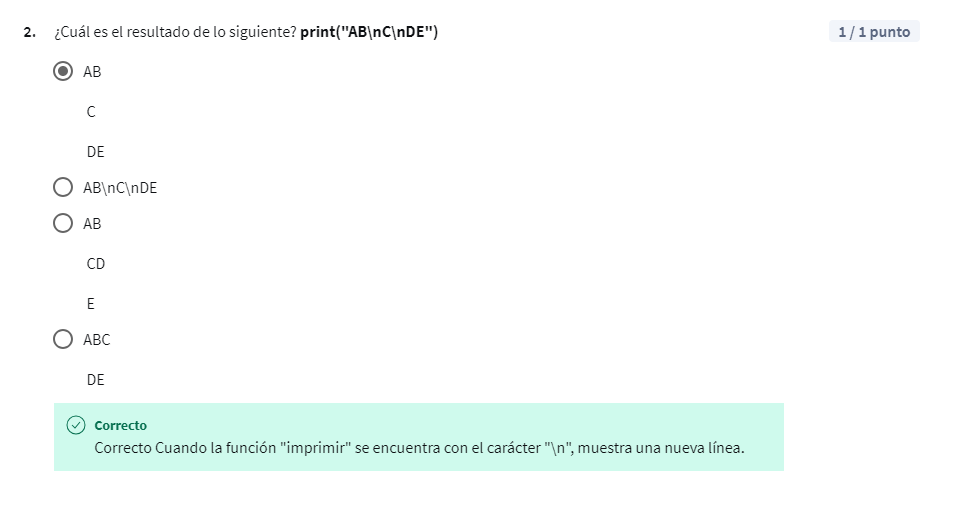 2. ¿Cuál es el resultado de lo siguiente? print("AB\nC\nDE")
1 / 1 punto
AB
C
DE
AB\nC\nDE
AB
CD
E
ABC
DE
Correcto
Correcto Cuando la función "imprimir" se encuentra con el carácter "\n", muestra una nueva línea.